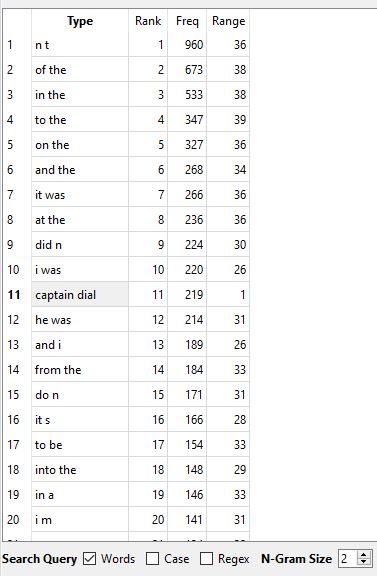 Type Rank Freq Range
1 n t 1 960 36
2 of the 2 673 38
3 in the 3 533 38
4 to the 4 347 39
5 on the 5 327 36
6 and the 6 268 34
7 it was 7 266 36
8 at the 8 236 36
9 did n 9 224 30
10 i was 10 220 26
11 captain dial 11 219 1
12 he was 12 214 31
13 and i 13 189 26
14 from the 14 184 33
15 do n 15 171 31
16 it s 16 166 28
17 to be 17 154 33
18 into the 18 148 29
19 in a 19 146 33
20 i m 20 141 31
Search Query Words Case Regex N-Gram Size 2